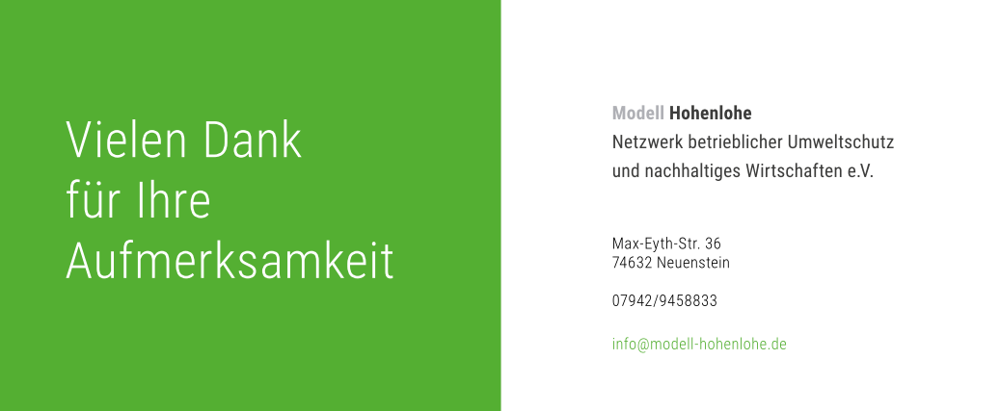 Vielen Dank
für Ihre
Aufmerksamkeit
Modell Hohenlohe
Netzwerk betrieblicher Umweltschutz
und nachhaltiges Wirtschaften e.V.
Max-Eyth-Str. 36
74632 Neuenstein
07942/9458833
info@modell-hohenlohe.de